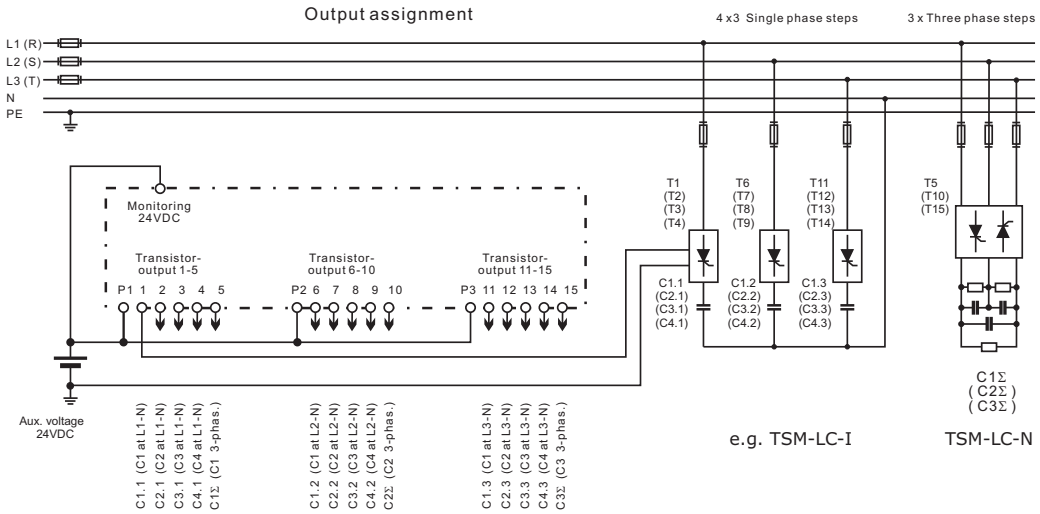 Output assignment
4 x3 Single phase steps
3 x Three phase steps
L1 (R)
L2 (S)
L3 (T)
N
PE
Monitoring
24VDC
Transistor-
output 1-5
Transistor-
output 6-10
Transistor-
output 11-15
P1 1 2 3 4 5
P2 6 7 8 9 10
P3 11 12 13 14 15
T1
(T2)
(T3)
(T4)
T6
(T7)
(T8)
(T9)
T11
(T12)
(T13)
(T14)
T5
(T10)
(T15)
C1.1
(C2.1)
(C3.1)
(C4.1)
C1.2
(C2.2)
(C3.2)
(C4.2)
C1.3
(C2.3)
(C3.3)
(C4.3)
C1Σ
(C2Σ)
(C3Σ)
Aux. voltage
24VDC
C1.1 (C1 at L1-N)
C2.1 (C2 at L1-N)
C3.1 (C3 at L1-N)
C4.1 (C4 at L1-N)
C1Σ (C1 3-phas.)
C1.2 (C1 at L2-N)
C2.2 (C2 at L2-N)
C3.2 (C3 at L2-N)
C4.2 (C4 at L2-N)
C2Σ (C2 3-phas.)
C1.3 (C1 at L3-N)
C2.3 (C2 at L3-N)
C3.3 (C3 at L3-N)
C4.3 (C4 at L3-N)
C3Σ (C3 3-phas.)
e.g. TSM-LC-I
TSM-LC-N